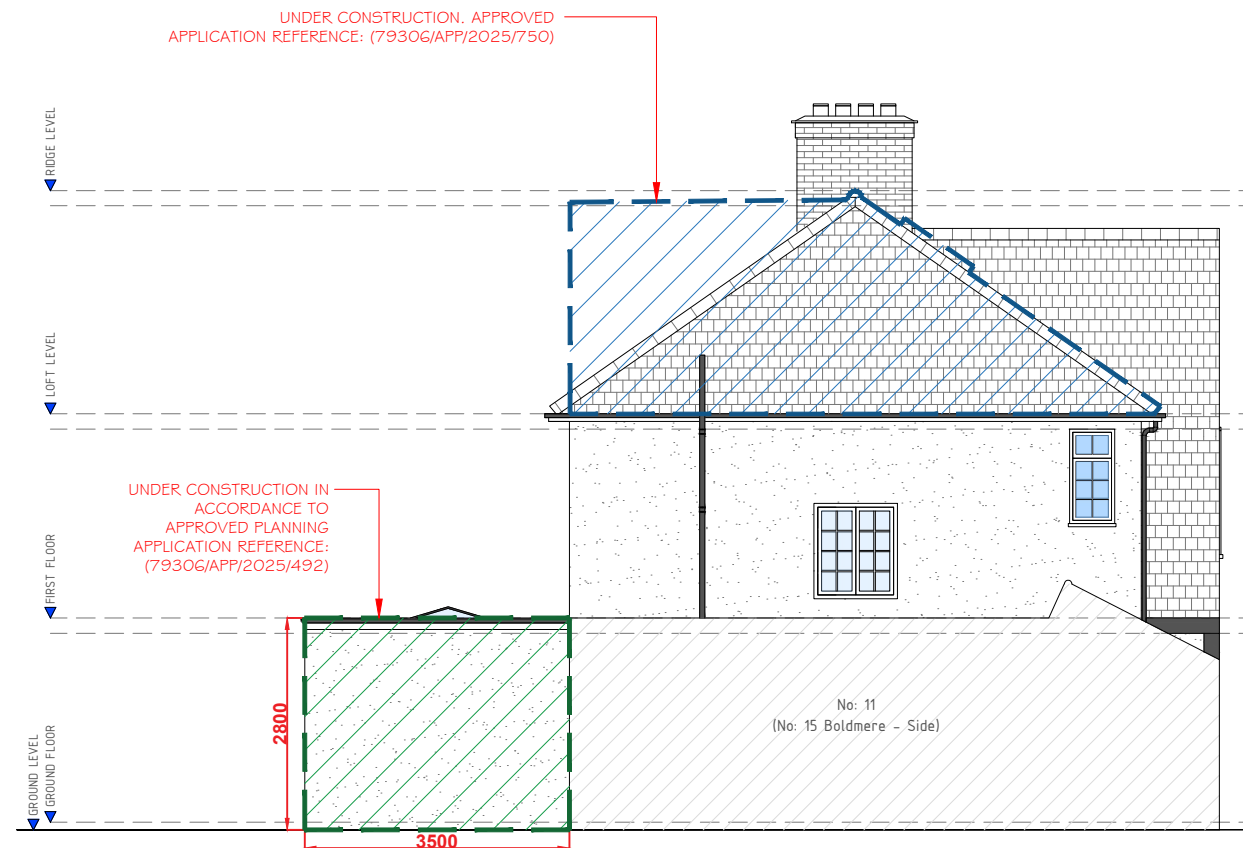 UNDER CONSTRUCTION. APPROVED
APPLICATION REFERENCE: (79306/APP/2025/750)
RIDGE LEVEL
LOFT LEVEL
UNDER CONSTRUCTION IN
ACCORDANCE TO
APPROVED PLANNING
APPLICATION REFERENCE:
(79306/APP/2025/492)
FIRST FLOOR
2800
No: 11
(No: 15 Boldmere - Side)
GROUND LEVEL
GROUND FLOOR
3500